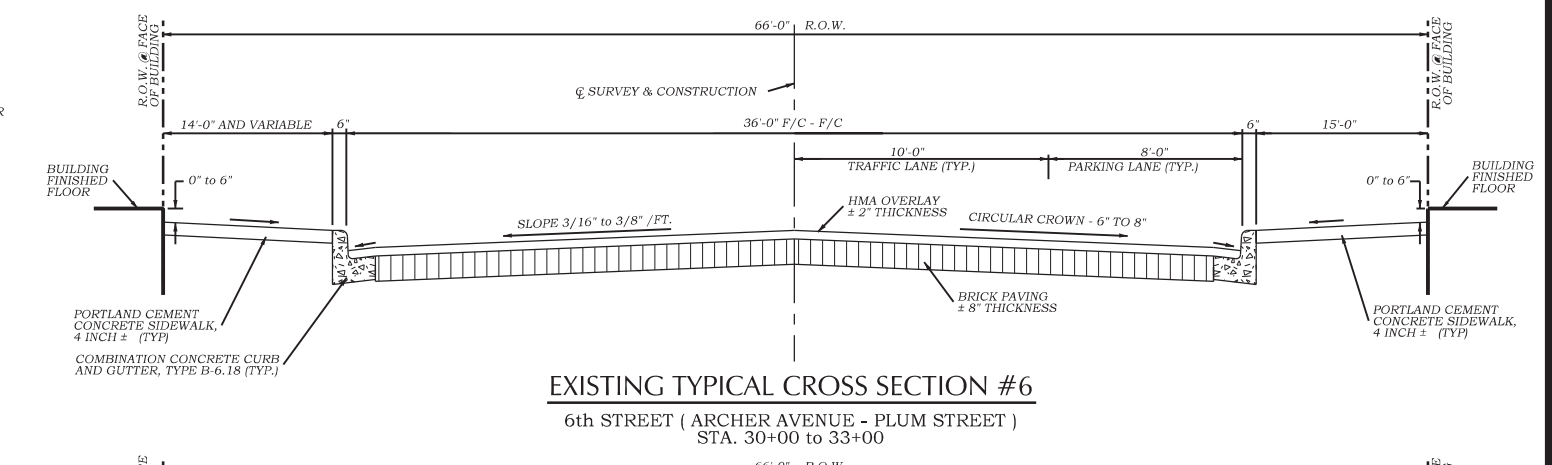 66'-0" R.O.W.
R.O.W. @ FACE
OF BUILDING
R.O.W. @ FACE
OF BUILDING
℄ SURVEY & CONSTRUCTION
R
14'-0" AND VARIABLE
6"
36'-0" F/C - F/C
6"
15'-0"
10'-0"
TRAFFIC LANE (TYP.)
8'-0"
PARKING LANE (TYP.)
BUILDING
FINISHED
FLOOR
0" to 6"
0" to 6"
BUILDING
FINISHED
FLOOR
HMA OVERLAY
± 2" THICKNESS
SLOPE 3/16" to 3/8" /FT.
CIRCULAR CROWN - 6" TO 8"
BRICK PAVING
± 8" THICKNESS
PORTLAND CEMENT
CONCRETE SIDEWALK,
4 INCH ± (TYP)
PORTLAND CEMENT
CONCRETE SIDEWALK,
4 INCH ± (TYP)
COMBINATION CONCRETE CURB
AND GUTTER, TYPE B-6.18 (TYP.)
EXISTING TYPICAL CROSS SECTION #6
6th STREET ( ARCHER AVENUE - PLUM STREET )
STA. 30+00 to 33+00
66'-0" R.O.W.